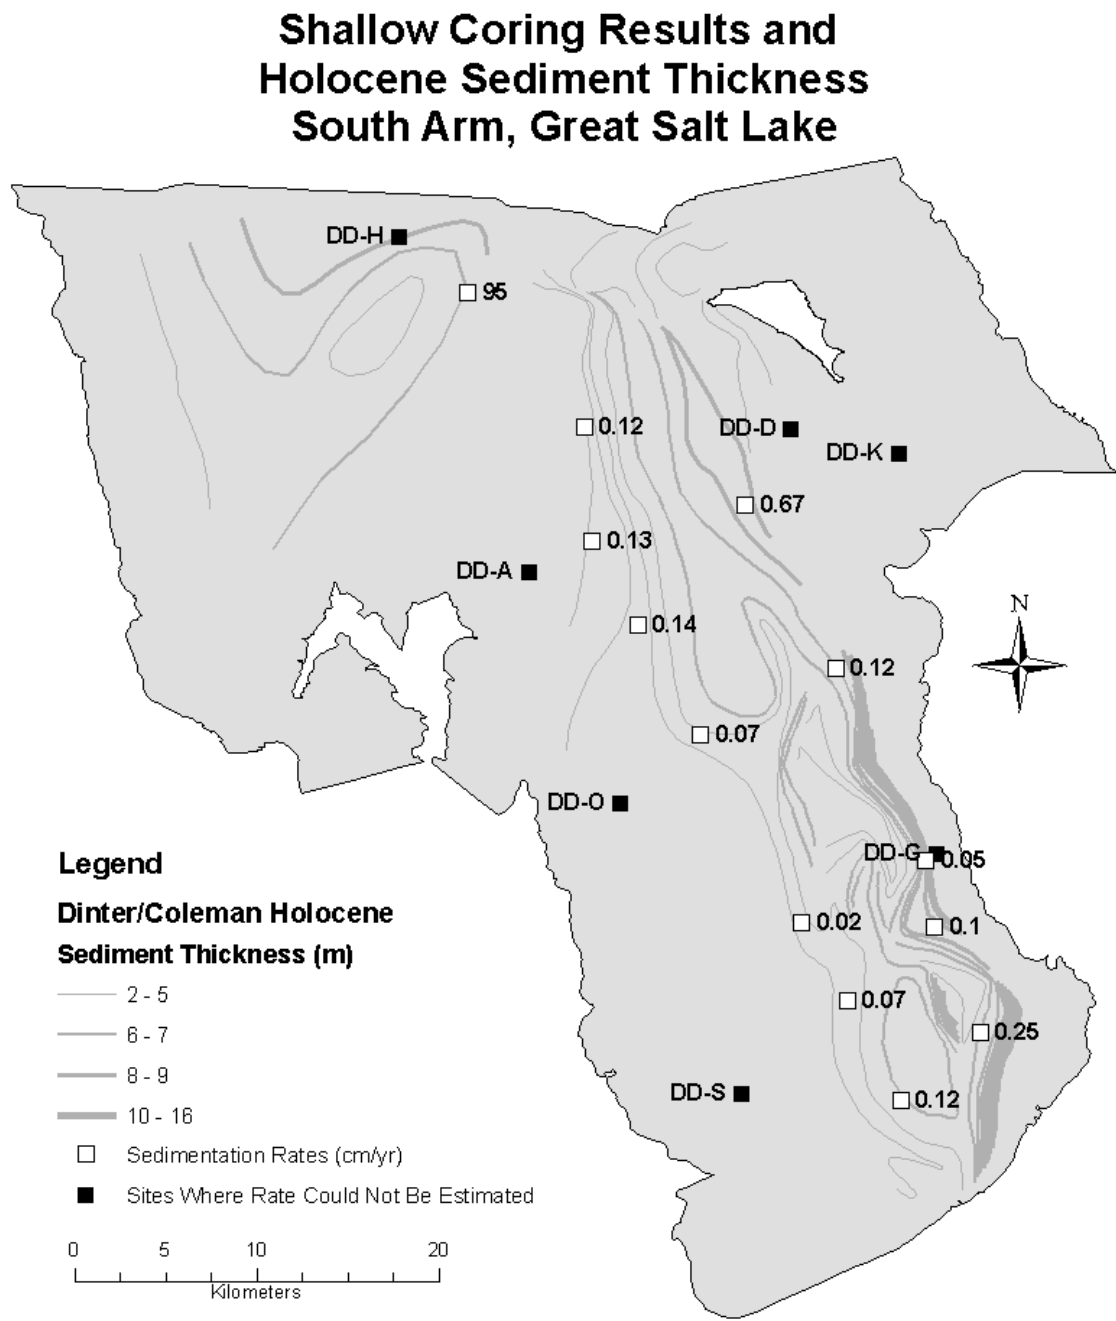 Shallow Coring Results and
Holocene Sediment Thickness
South Arm, Great Salt Lake
DD-H
95
0.12
DD-D
DD-K
0.67
0.13
DD-A
N
0.14
0.12
0.07
DD-O
DD-G
0.05
0.02
0.1
0.07
0.25
DD-S
0.12
Legend
Dinter/Coleman Holocene
Sediment Thickness (m)
2 - 5
6 - 7
8 - 9
10 - 16
Sedimentation Rates (cm/yr)
Sites Where Rate Could Not Be Estimated
0 5 10 20
Kilometers